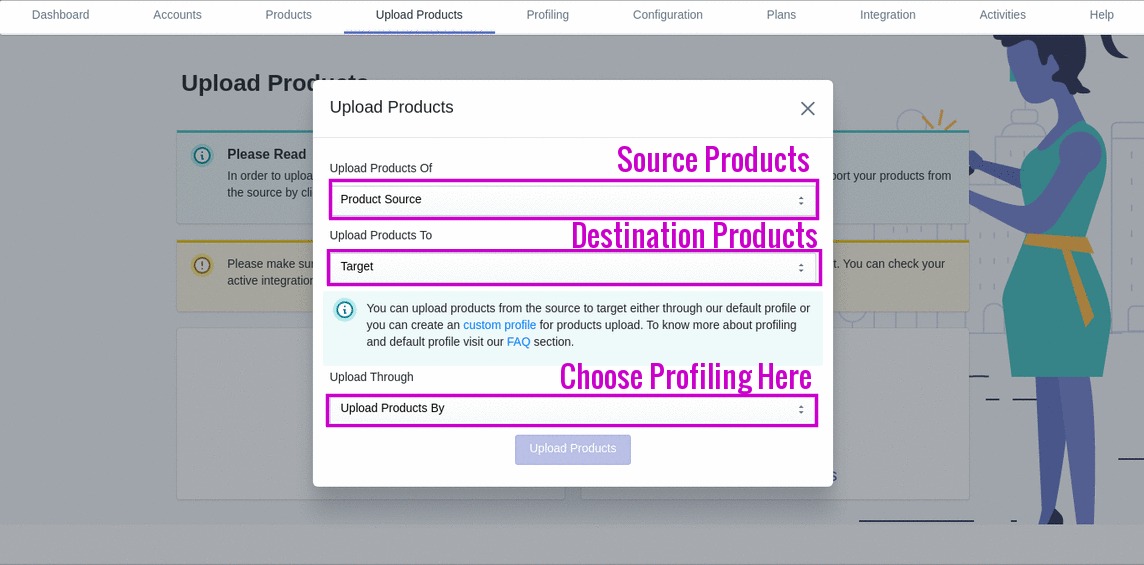 Dashboard Accounts Products Upload Products Profiling Configuration Plans Integration Activities Help
Upload Products
Upload Products
Please Read
In order to uploa
port your products from
the source by cli
Please make sur
t. You can check your
active integration
Source Products
Upload Products Of
Product Source
Destination Products
Upload Products To
Target
You can upload products from the source to target either through our default profile or
you can create an custom profile for products upload. To know more about profiling
and default profile visit our FAQ section.
Choose Profiling Here
Upload Through
Upload Products By
Upload Products